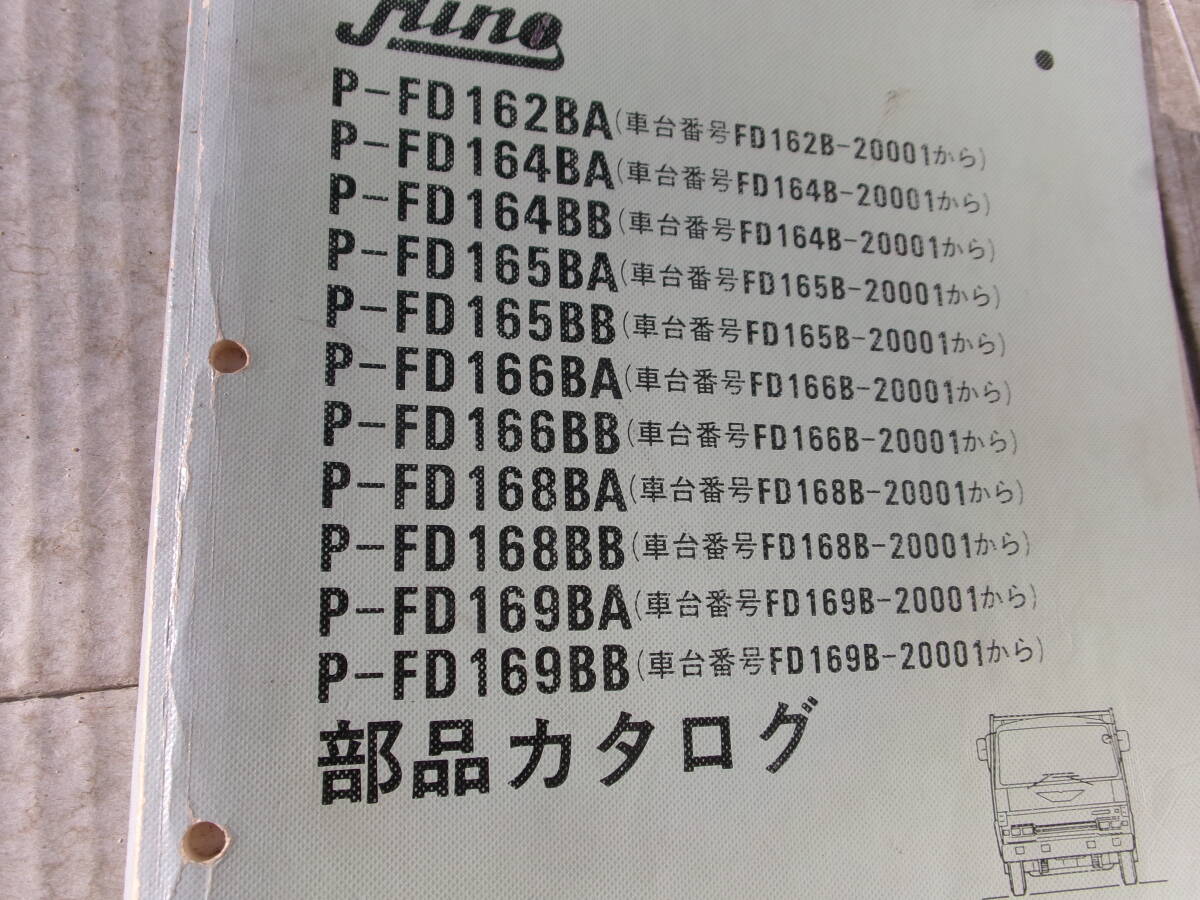 Hino
P-FD162BA(車台番号FD162B-20001から)
P-FD164BA(車台番号FD164B-20001から)
P-FD164BB(車台番号FD164B-20001から)
P-FD165BA(車台番号FD165B-20001から)
P-FD165BB(車台番号FD165B-20001から)
P-FD166BA(車台番号FD166B-20001から)
P-FD166BB(車台番号FD166B-20001から)
P-FD168BA(車台番号FD168B-20001から)
P-FD168BB(車台番号FD168B-20001から)
P-FD169BA(車台番号FD169B-20001から)
P-FD169BB(車台番号FD169B-20001から)
部品カタログ